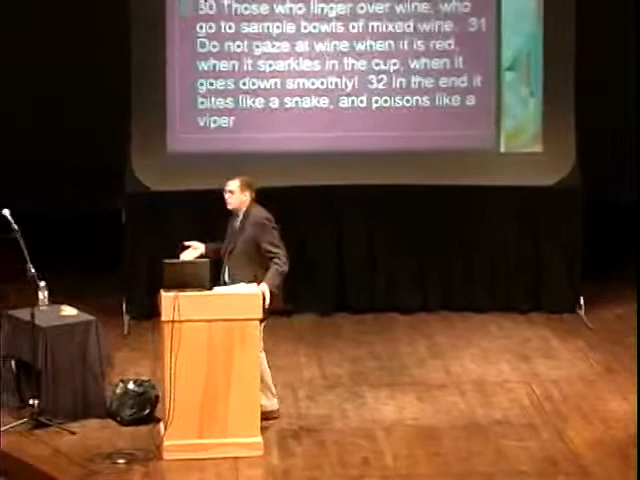 30 Those who linger over wine, who
go to sample bowls of mixed wine. 31
Do not gaze at wine when it is red,
when it sparkles in the cup, when it
goes down smoothly! 32 In the end it
bites like a snake, and poisons like a
viper